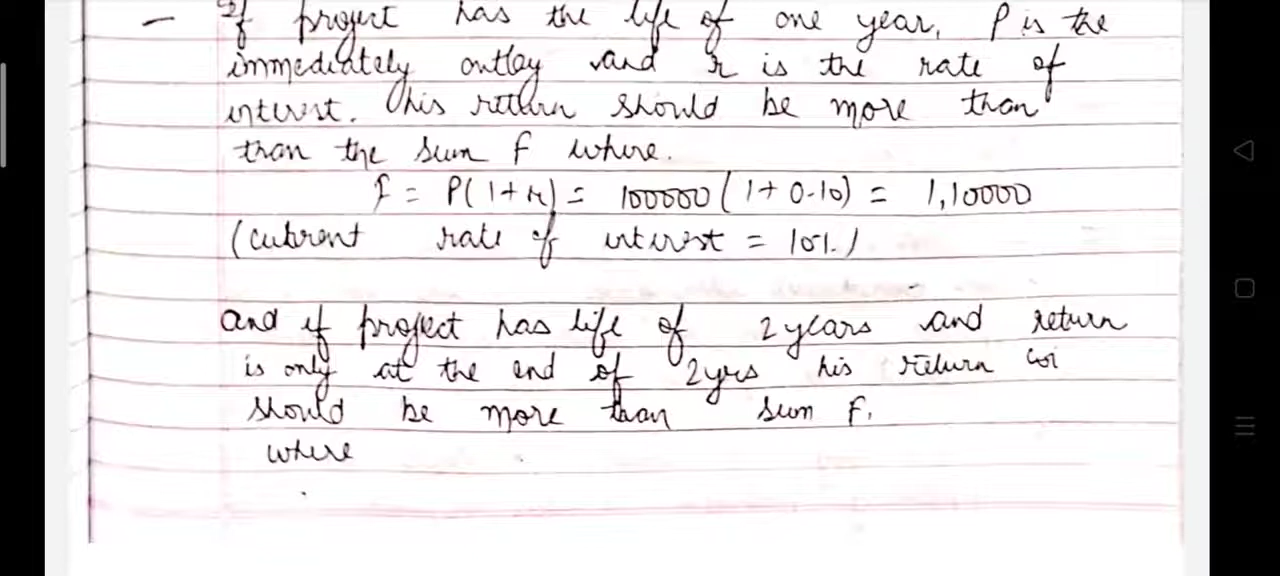 - If project has the life of one year, P is the
immediately outlay and r is the rate of
interest. This return should be more than
than the sum F where.
F = P(1+r) = 100000 (1+0.10) = 1,10000
(current rate of interest = 10%)
and if project has life of 2 years and return
is only at the end of 2yrs his return
should be more than sum F.
where